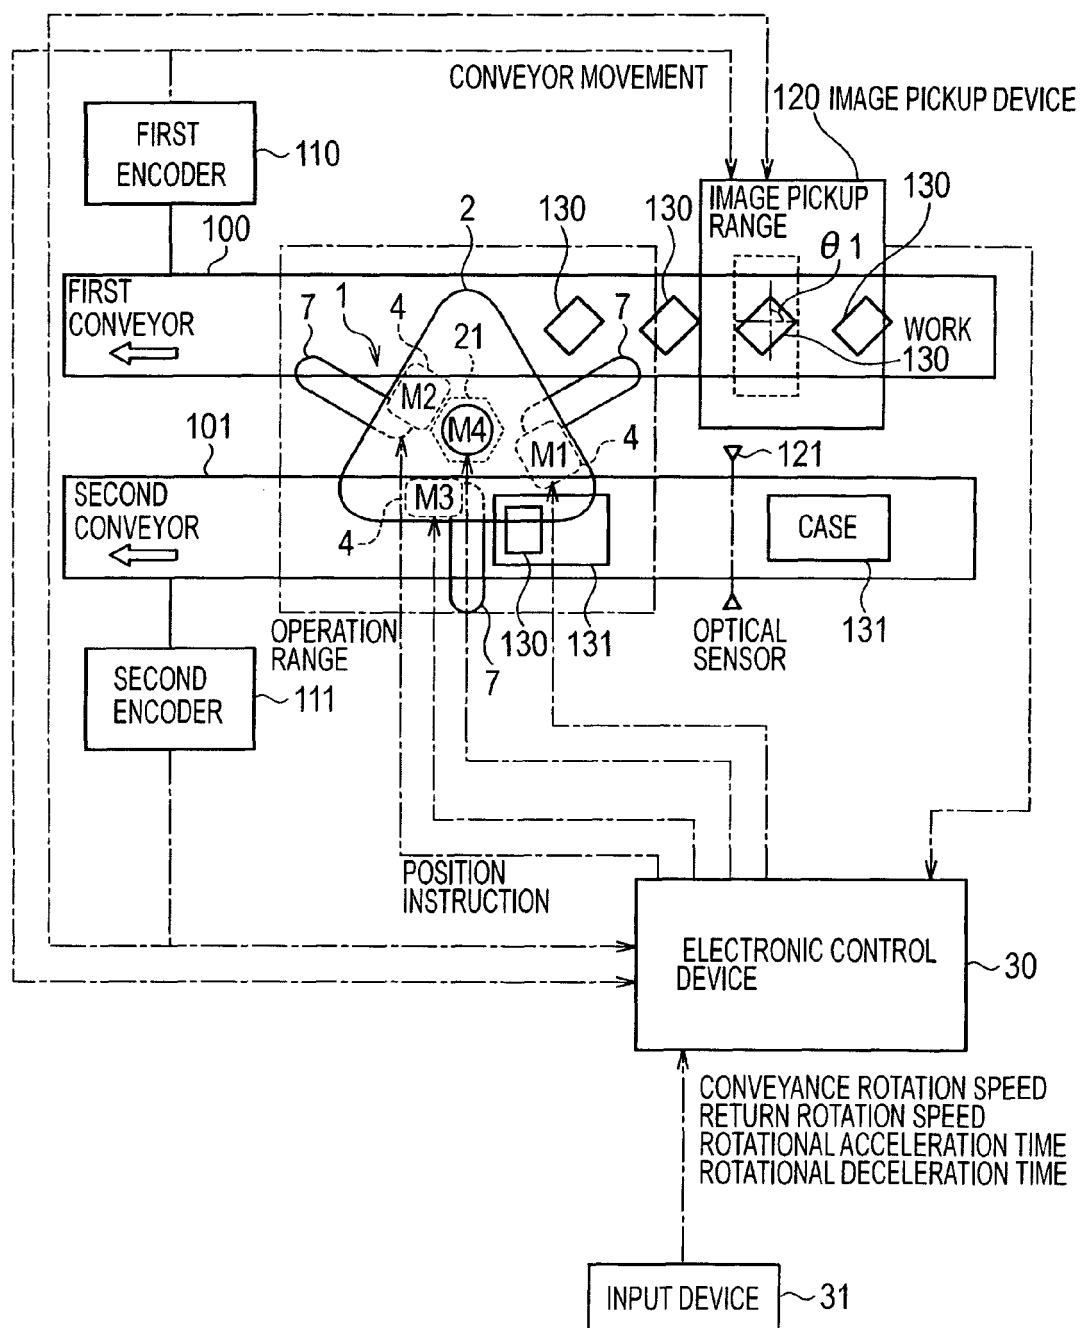 CONVEYOR MOVEMENT
120 IMAGE PICKUP DEVICE
FIRST
ENCODER
110
IMAGE PICKUP
RANGE
130
130
130
2
100
θ1
FIRST
CONVEYOR
7
1
4
21
7
WORK
130
M2
M4
M1
4
101
121
SECOND
CONVEYOR
M3
4
CASE
OPERATION
RANGE
130
131
OPTICAL
SENSOR
131
7
SECOND
ENCODER
111
POSITION
INSTRUCTION
ELECTRONIC CONTROL
DEVICE
30
CONVEYANCE ROTATION SPEED
RETURN ROTATION SPEED
ROTATIONAL ACCELERATION TIME
ROTATIONAL DECELERATION TIME
INPUT DEVICE
31